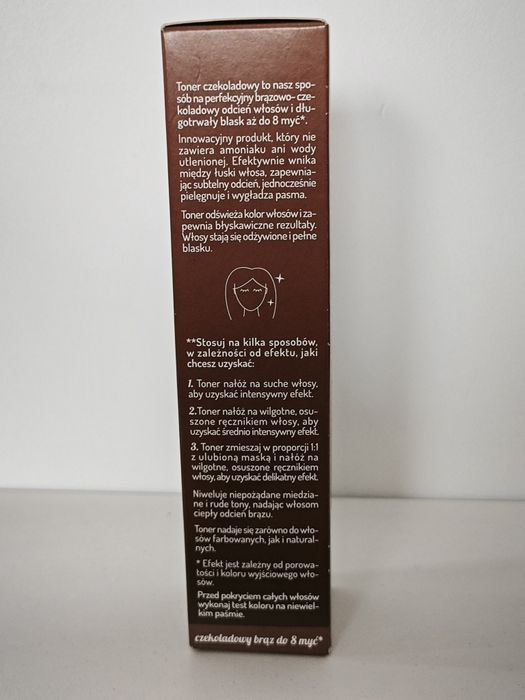 Toner czekoladowy to nasz spo-
sób na perfekcyjny brązowo- cze-
koladowy odcień włosów i dłu-
gotrwały blask aż do 8 myć*.
Innowacyjny produkt, który nie
zawiera amoniaku ani wody
utlenionej. Efektywnie wnika
między łuski włosa, zapewnia-
jąc subtelny odcień, jednocześnie
pielęgnuje i wygładza pasma.
Toner odświeża kolor włosów i za-
pewnia błyskawiczne rezultaty.
Włosy stają się odżywione i pełne
blasku.
**Stosuj na kilka sposobów,
w zależności od efektu, jaki
chcesz uzyskać:
1. Toner nałóż na suche włosy,
aby uzyskać intensywny efekt.
2.Toner nałóż na wilgotne, osu-
szone ręcznikiem włosy, aby
uzyskać średnio intensywny efekt.
3. Toner zmieszaj w proporcji 1:1
z ulubioną maską i nałóż na
wilgotne, osuszone ręcznikiem
włosy, aby uzyskać delikatny efekt.
Niweluje niepożądane miedzia-
ne i rude tony, nadając włosom
ciepły odcień brązu.
Toner nadaje się zarówno do wło-
sów farbowanych, jak i natural-
nych.
* Efekt jest zależny od porowa-
tości i koloru wyjściowego wło-
sów.
Przed pokryciem całych włosów
wykonaj test koloru na niewiel-
kim paśmie.
czekoladowy brąz do 8 myć*